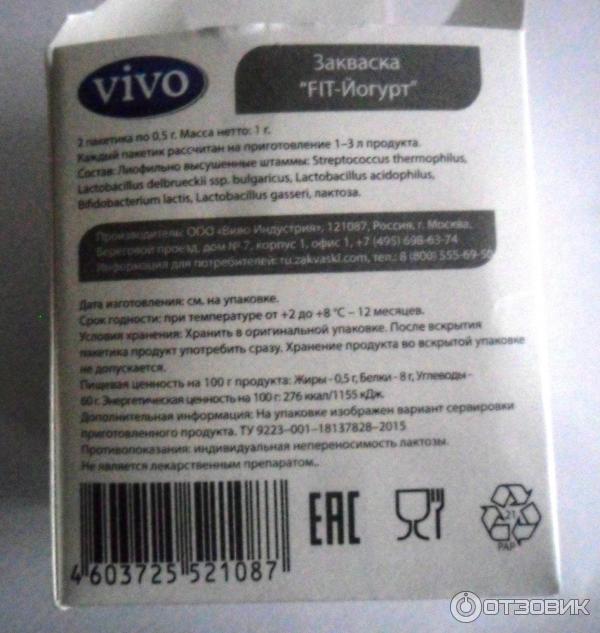 vivo
Закваска
"FIT-Йогурт"
2 пакетика по 0,5 г. Масса нетто: 1 г.
Каждый пакетик рассчитан на приготовление 1–3 л продукта.
Состав: Лиофильно высушенные штаммы: Streptococcus thermophilus,
Lactobacillus delbrueckii ssp. bulgaricus, Lactobacillus acidophilus,
Bifidobacterium lactis, Lactobacillus gasseri, лактоза.
Производитель: ООО «Виво Индустрия», 121087, Россия, г. Москва,
Береговой проезд, дом № 7, корпус 1, офис 1, +7 (495) 698-63-74
Информация для потребителей: ru.zakvaski.com, тел.: 8 (800) 555-69-50
Дата изготовления: см. на упаковке.
Срок годности: при температуре от +2 до +8 °C – 12 месяцев.
Условия хранения: Хранить в оригинальной упаковке. После вскрытия
пакетика продукт употребить сразу. Хранение продукта во вскрытой упаковке
не допускается.
Пищевая ценность на 100 г продукта: Жиры - 0,5 г, Белки - 8 г, Углеводы -
60 г. Энергетическая ценность на 100 г: 276 ккал/1155 кДж.
Дополнительная информация: На упаковке изображен вариант сервировки
приготовленного продукта. ТУ 9223–001–18137828–2015
Противопоказания: индивидуальная непереносимость лактозы.
Не является лекарственным препаратом..
4 603725 521087
EAC
21
PAP
ОТЗОВИК